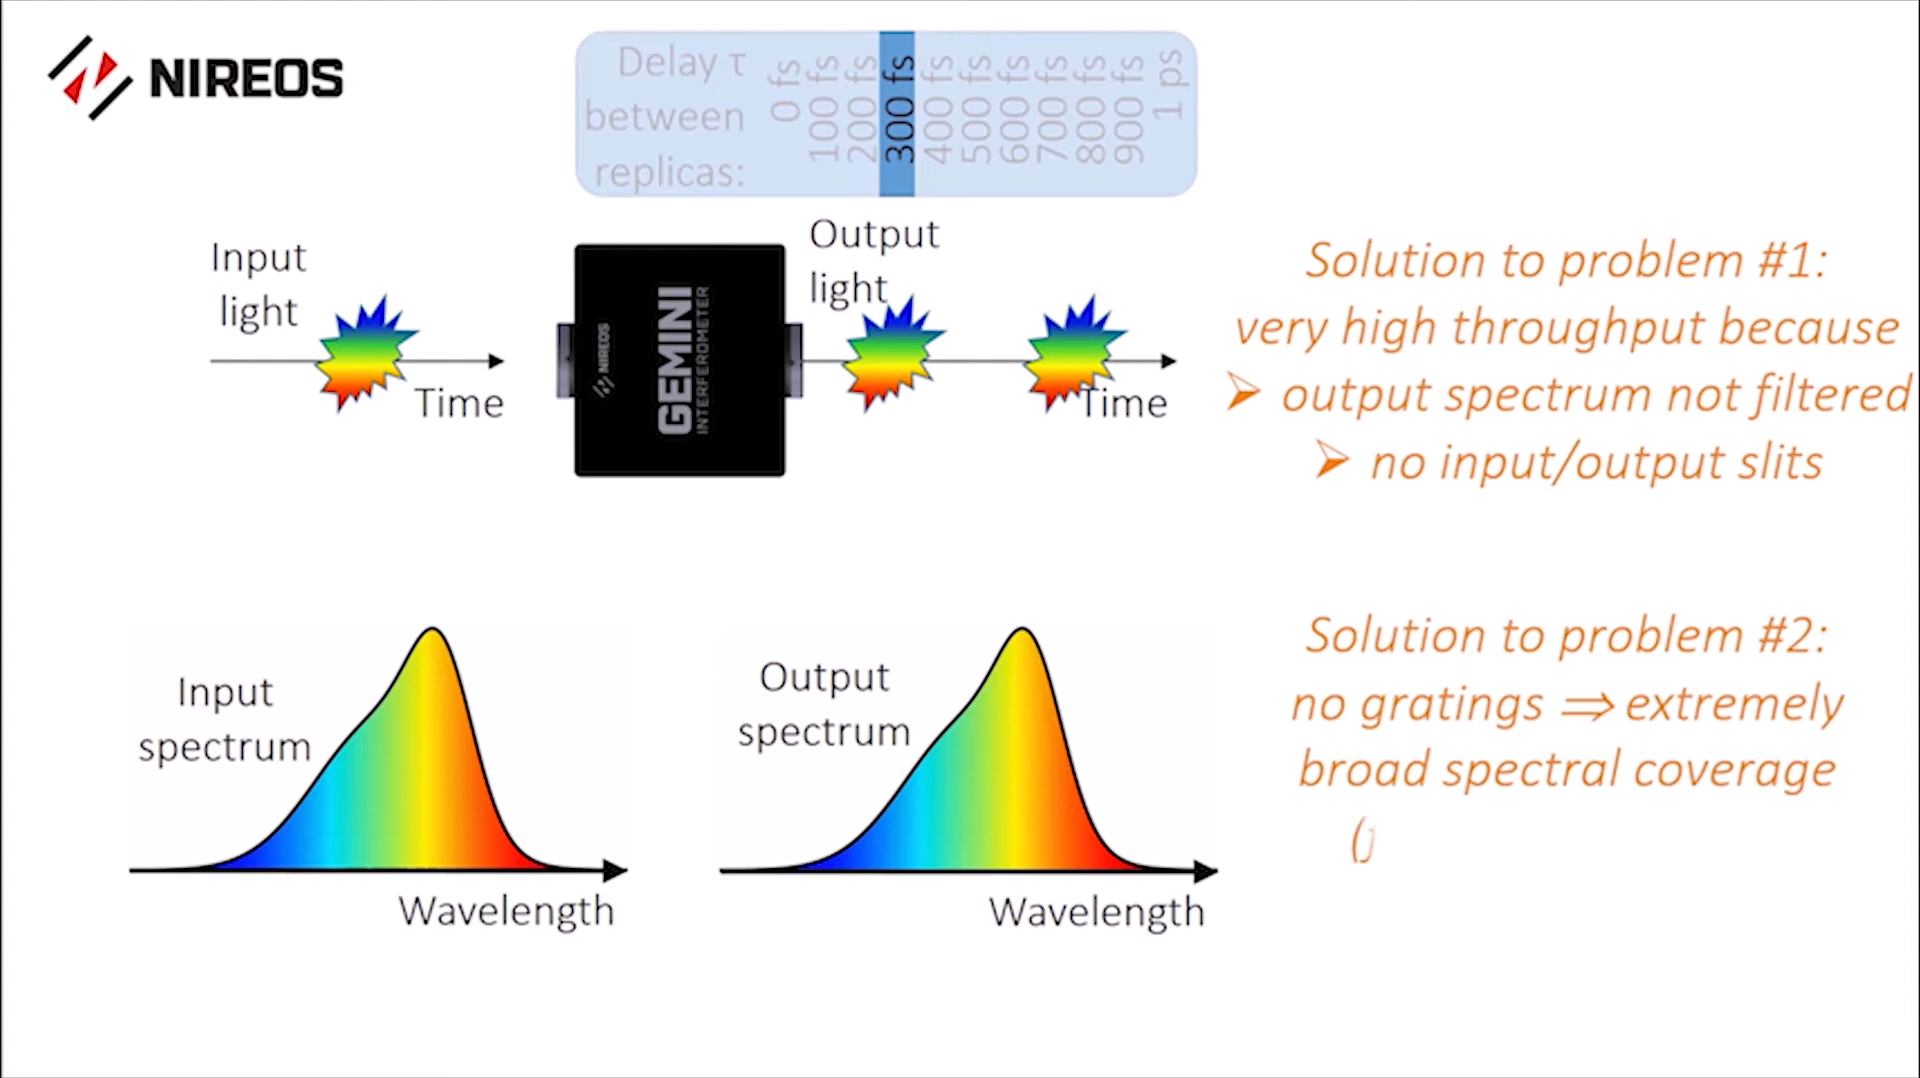 NIREOS
Delay τ
between
replicas:
0 fs
100 fs
200 fs
300 fs
400 fs
500 fs
600 fs
700 fs
800 fs
900 fs
1 ps
Input
light
Time
NIREOS
GEMINI
INTERFEROMETER
Output
light
Time
Solution to problem #1:
very high throughput because
➢ output spectrum not filtered
➢ no input/output slits
Input
spectrum
Wavelength
Output
spectrum
Wavelength
Solution to problem #2:
no gratings ⇒ extremely
broad spectral coverage
(